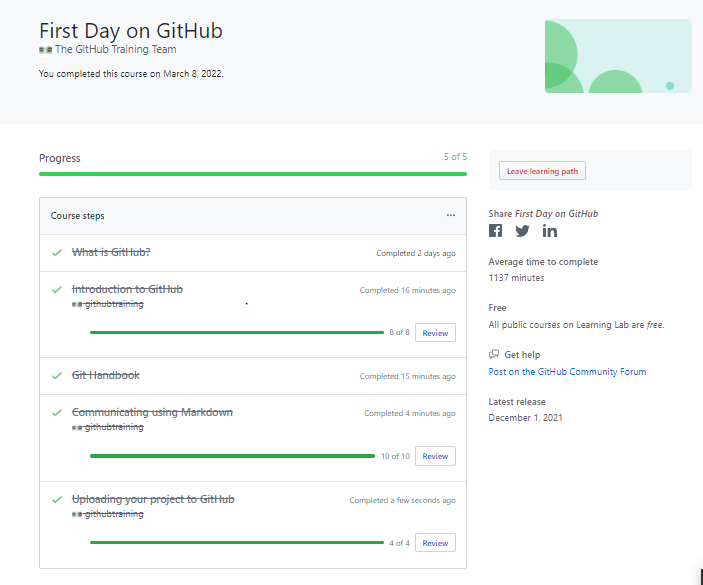 First Day on GitHub
The GitHub Training Team
You completed this course on March 8, 2022.
Progress
5 of 5
Course steps
...
What is GitHub?
Completed 2 days ago
Introduction to GitHub
Completed 16 minutes ago
githubtraining
8 of 8
Review
Git Handbook
Completed 15 minutes ago
Communicating using Markdown
Completed 4 minutes ago
githubtraining
10 of 10
Review
Uploading your project to GitHub
Completed a few seconds ago
githubtraining
4 of 4
Review
Leave learning path
Share First Day on GitHub
Average time to complete
1137 minutes
Free
All public courses on Learning Lab are free.
Get help
Post on the GitHub Community Forum
Latest release
December 1, 2021